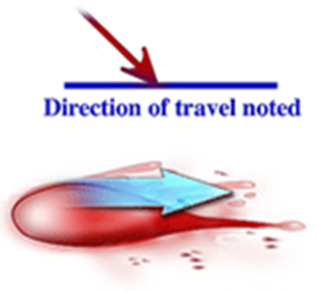 Direction of travel noted